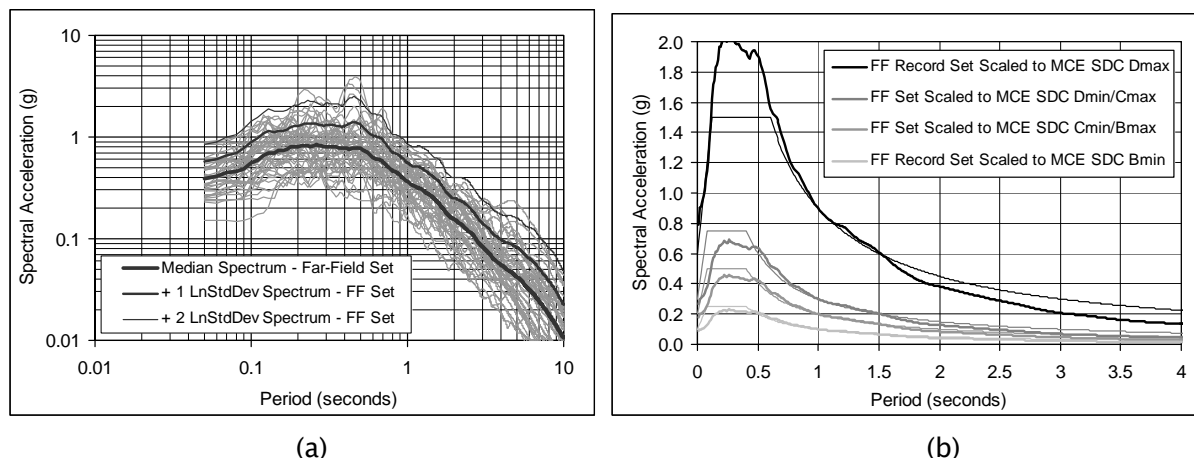 10
1
0.1
0.01
0.01
0.1
1
10
Spectral Acceleration (g)
Period (seconds)
Median Spectrum - Far-Field Set
+ 1 LnStdDev Spectrum - FF Set
+ 2 LnStdDev Spectrum - FF Set
(a)
2.0
1.8
1.6
1.4
1.2
1.0
0.8
0.6
0.4
0.2
0.0
0
0.5
1
1.5
2
2.5
3
3.5
4
Spectral Acceleration (g)
Period (seconds)
FF Record Set Scaled to MCE SDC Dmax
FF Set Scaled to MCE SDC Dmin/Cmax
FF Set Scaled to MCE SDC Cmin/Bmax
FF Record Set Scaled to MCE SDC Bmin
(b)